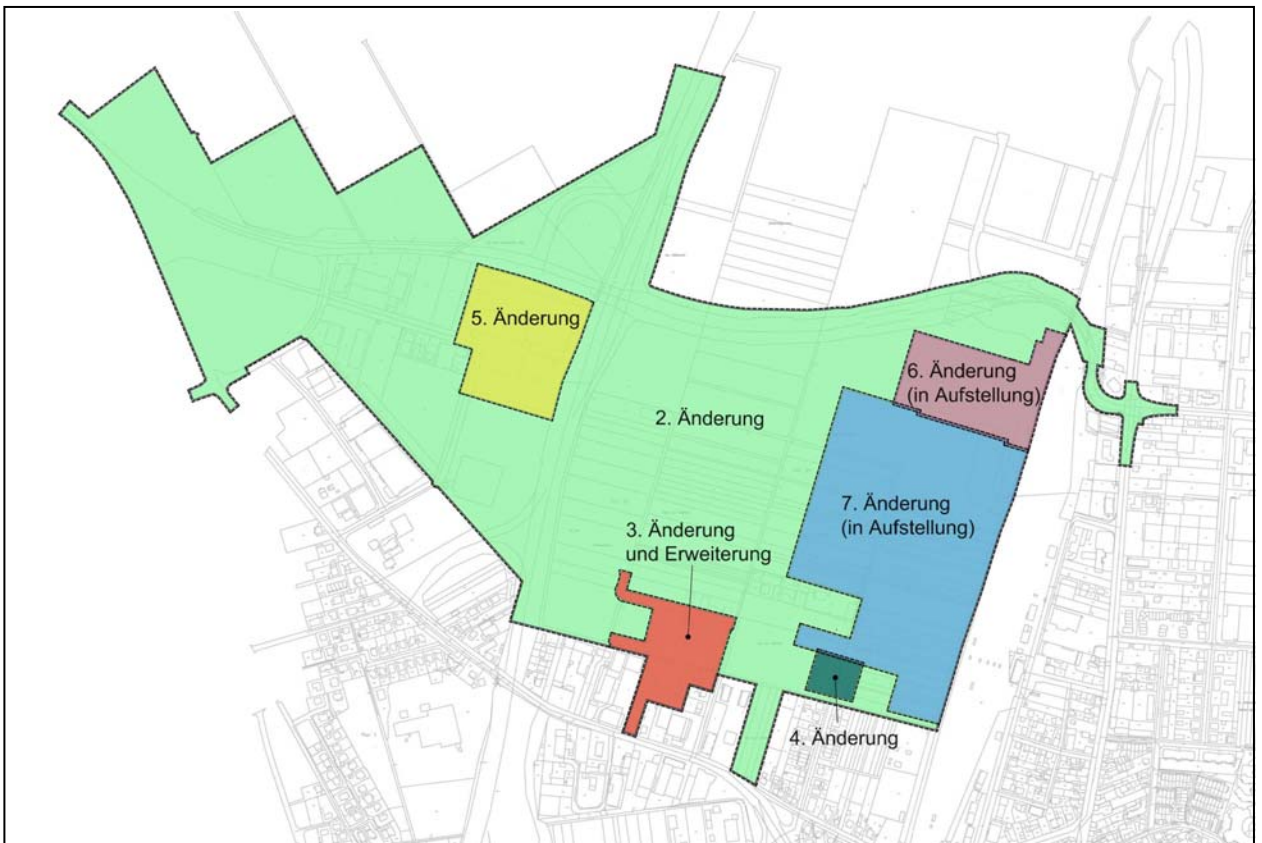 5. Änderung
6. Änderung
(in Aufstellung)
2. Änderung
7. Änderung
(in Aufstellung)
3. Änderung
und Erweiterung
4. Änderung